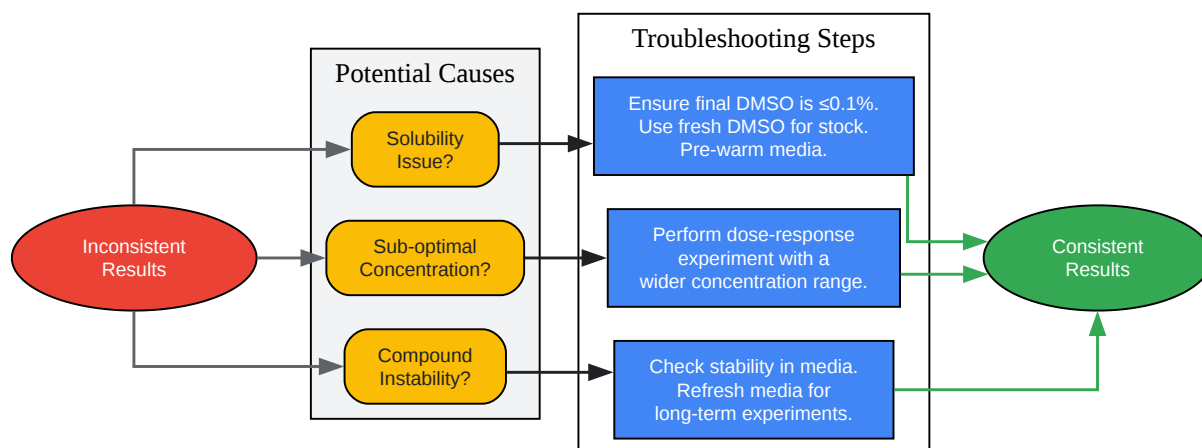 Troubleshooting Steps
Potential Causes
Ensure final DMSO is ≤0.1%.
Use fresh DMSO for stock.
Pre-warm media.
Solubility
Issue?
Inconsistent
Results
Sub-optimal
Concentration?
Perform dose-response
experiment with a
wider concentration range.
Consistent
Results
Compound
Instability?
Check stability in media.
Refresh media for
long-term experiments.